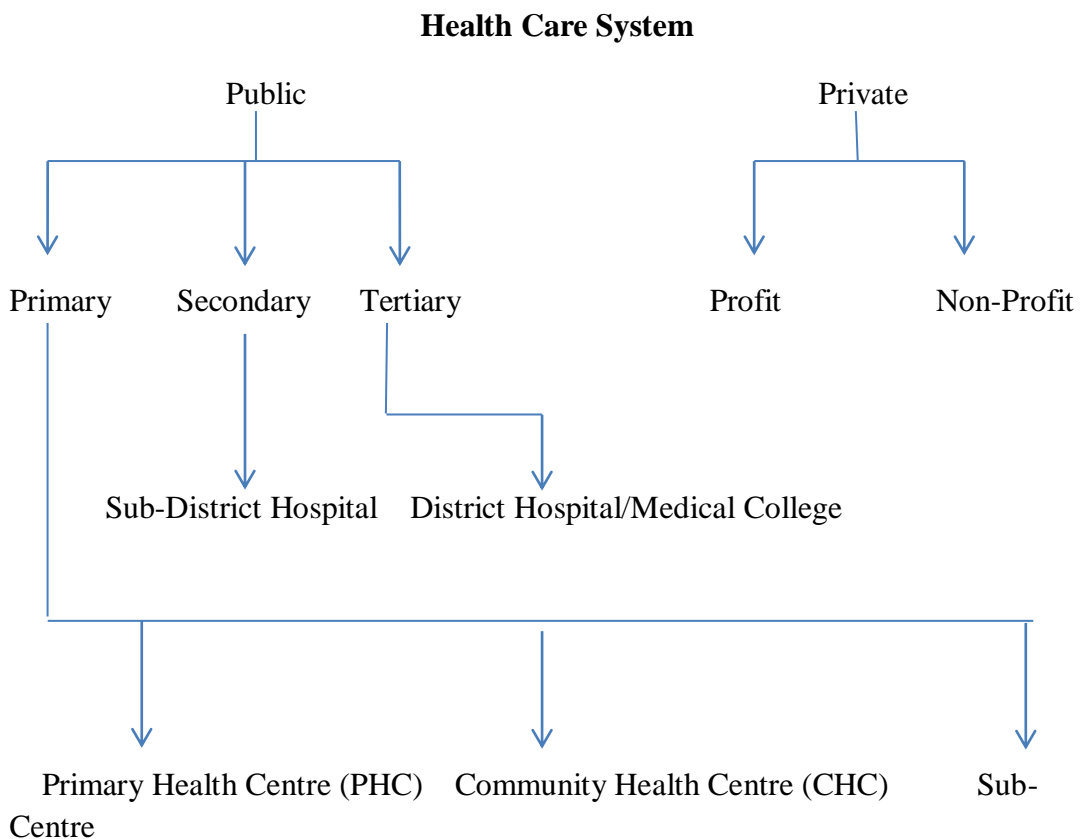 Health Care System
Public Private
Primary Secondary Tertiary Profit Non-Profit
Sub-District Hospital District Hospital/Medical College
Primary Health Centre (PHC) Community Health Centre (CHC) Sub-
Centre